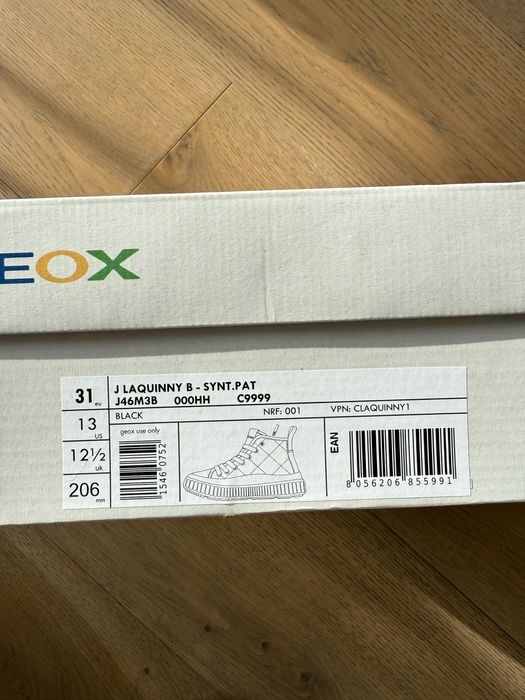 EOX
31 eu
J LAQUINNY B - SYNT.PAT
J46M3B 000HH C9999
13 us
BLACK NRF: 001 VPN: CLAQUINNY1
12½ uk
geox use only
206 mm
1546 0752
EAN
8 056206 855991